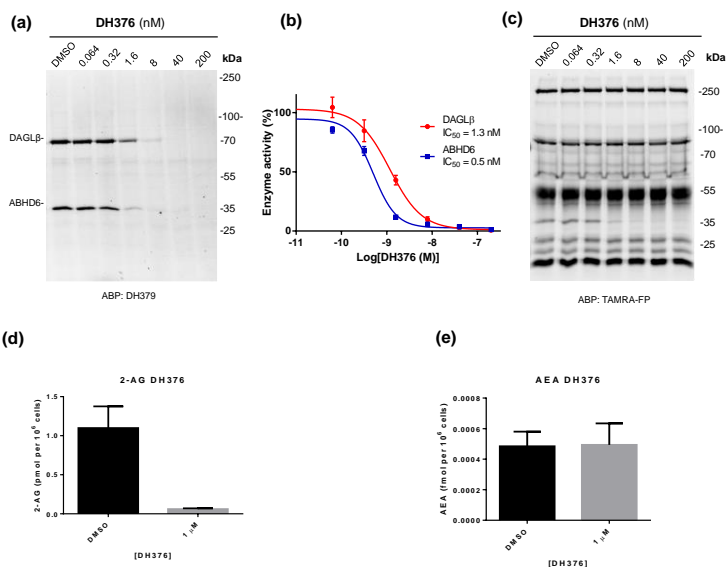 (a)
DH376 (nM)
DMSO 0.064 0.32 1.6 8 40 200
kDa
-250
100-
DAGLβ-
- 70
-55
ABHD6-
-35
-25
ABP: DH379
(b)
Enzyme activity (%)
100
50
0
-11 -10 -9 -8 -7
Log[DH376 (M)]
DAGLβ
IC50 = 1.3 nM
ABHD6
IC50 = 0.5 nM
(c)
DH376 (nM)
DMSO 0.064 0.32 1.6 8 40 200
kDa
-250
100-
-70
-55
-35
-25
ABP: TAMRA-FP
(d)
2-AG DH376
2-AG (pmol per 10^6 cells)
1.5
1.0
0.5
0.0
DMSO
1 μM
[DH376]
(e)
AEA DH376
AEA (fmol per 10^6 cells)
0.0008
0.0006
0.0004
0.0002
0.0000
DMSO
1 μM
[DH376]